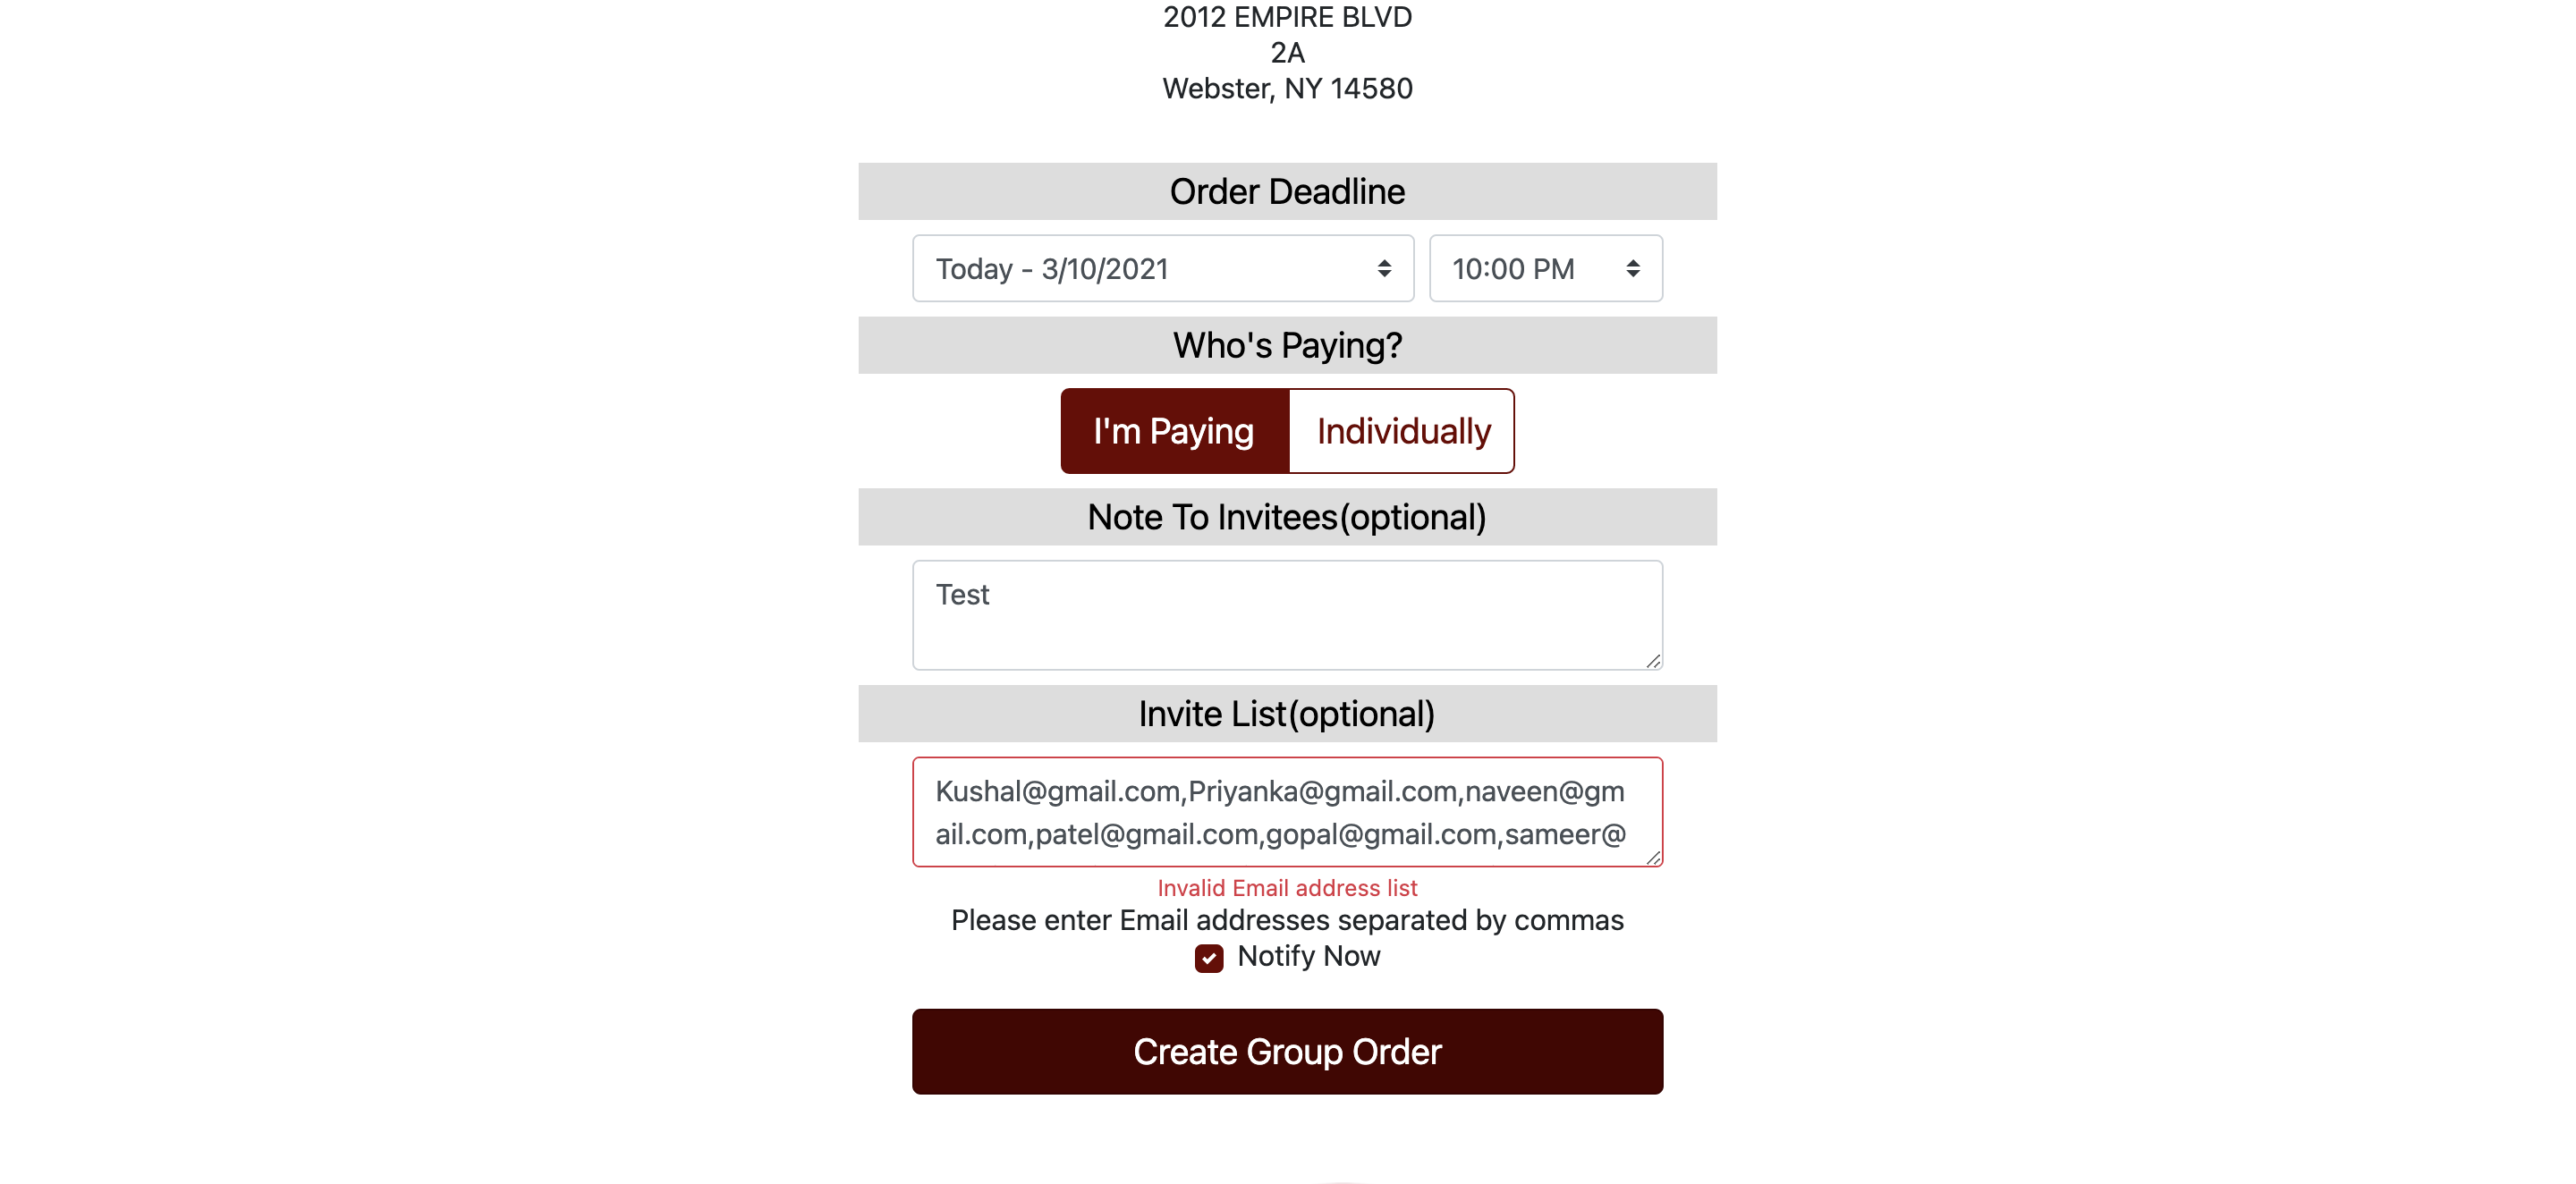 2012 EMPIRE BLVD
2A
Webster, NY 14580
Order Deadline
Today - 3/10/2021
10:00 PM
Who's Paying?
I'm Paying
Individually
Note To Invitees(optional)
Test
Invite List(optional)
Kushal@gmail.com,Priyanka@gmail.com,naveen@gm
ail.com,patel@gmail.com,gopal@gmail.com,sameer@
Invalid Email address list
Please enter Email addresses separated by commas
Notify Now
Create Group Order